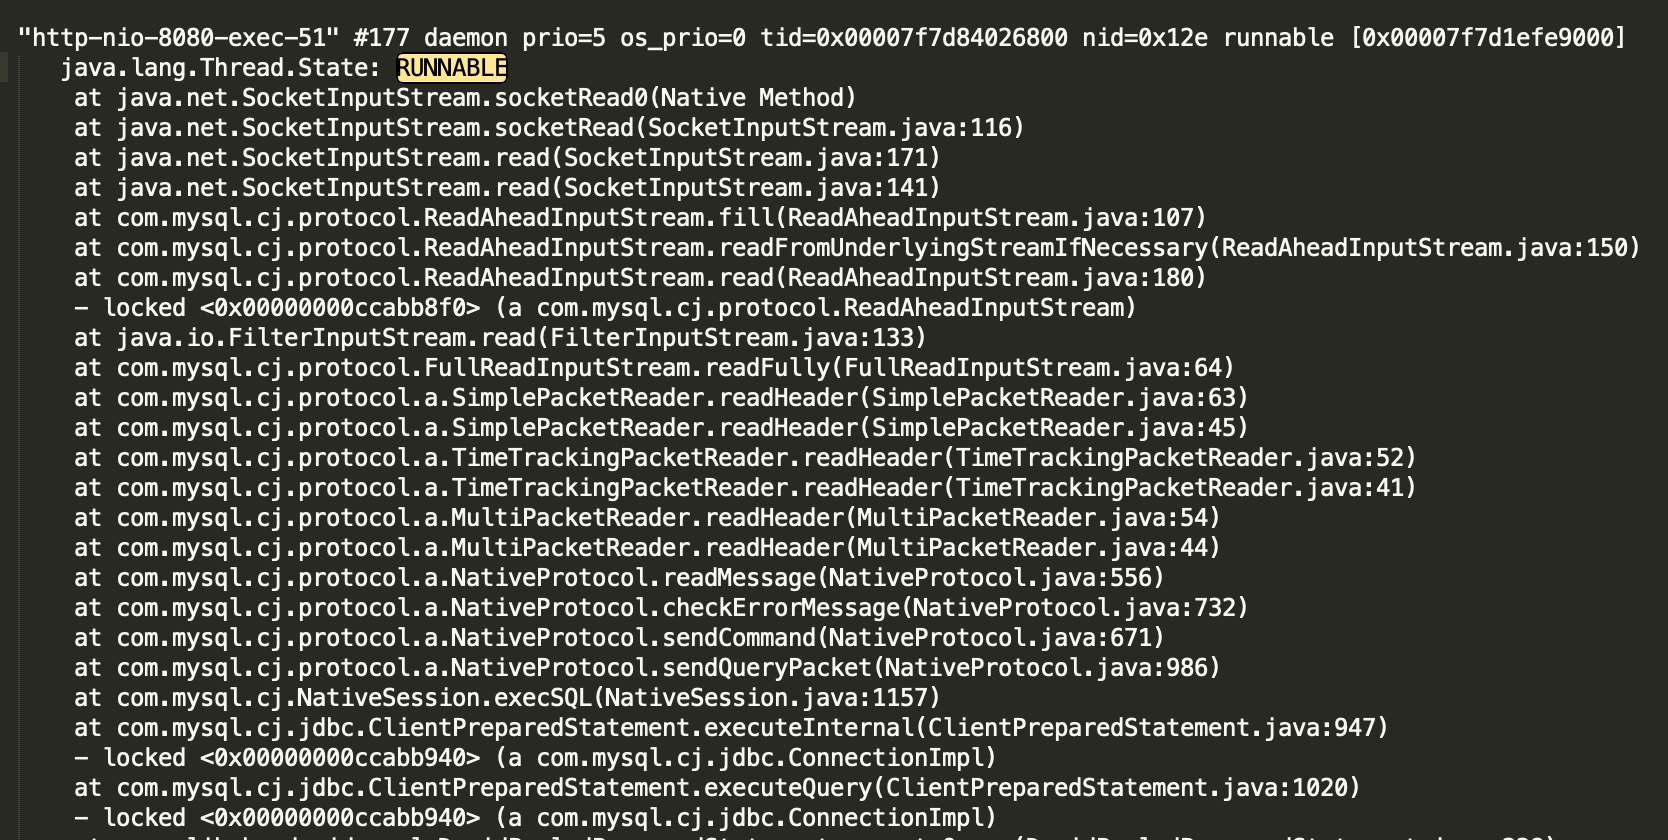 "http-nio-8080-exec-51" #177 daemon prio=5 os_prio=0 tid=0x00007f7d84026800 nid=0x12e runnable [0x00007f7d1efe9000]
java.lang.Thread.State: RUNNABLE
at java.net.SocketInputStream.socketRead0(Native Method)
at java.net.SocketInputStream.socketRead(SocketInputStream.java:116)
at java.net.SocketInputStream.read(SocketInputStream.java:171)
at java.net.SocketInputStream.read(SocketInputStream.java:141)
at com.mysql.cj.protocol.ReadAheadInputStream.fill(ReadAheadInputStream.java:107)
at com.mysql.cj.protocol.ReadAheadInputStream.readFromUnderlyingStreamIfNecessary(ReadAheadInputStream.java:150)
at com.mysql.cj.protocol.ReadAheadInputStream.read(ReadAheadInputStream.java:180)
- locked <0x00000000ccabb8f0> (a com.mysql.cj.protocol.ReadAheadInputStream)
at java.io.FilterInputStream.read(FilterInputStream.java:133)
at com.mysql.cj.protocol.FullReadInputStream.readFully(FullReadInputStream.java:64)
at com.mysql.cj.protocol.a.SimplePacketReader.readHeader(SimplePacketReader.java:63)
at com.mysql.cj.protocol.a.SimplePacketReader.readHeader(SimplePacketReader.java:45)
at com.mysql.cj.protocol.a.TimeTrackingPacketReader.readHeader(TimeTrackingPacketReader.java:52)
at com.mysql.cj.protocol.a.TimeTrackingPacketReader.readHeader(TimeTrackingPacketReader.java:41)
at com.mysql.cj.protocol.a.MultiPacketReader.readHeader(MultiPacketReader.java:54)
at com.mysql.cj.protocol.a.MultiPacketReader.readHeader(MultiPacketReader.java:44)
at com.mysql.cj.protocol.a.NativeProtocol.readMessage(NativeProtocol.java:556)
at com.mysql.cj.protocol.a.NativeProtocol.checkErrorMessage(NativeProtocol.java:732)
at com.mysql.cj.protocol.a.NativeProtocol.sendCommand(NativeProtocol.java:671)
at com.mysql.cj.protocol.a.NativeProtocol.sendQueryPacket(NativeProtocol.java:986)
at com.mysql.cj.NativeSession.execSQL(NativeSession.java:1157)
at com.mysql.cj.jdbc.ClientPreparedStatement.executeInternal(ClientPreparedStatement.java:947)
- locked <0x00000000ccabb940> (a com.mysql.cj.jdbc.ConnectionImpl)
at com.mysql.cj.jdbc.ClientPreparedStatement.executeQuery(ClientPreparedStatement.java:1020)
- locked <0x00000000ccabb940> (a com.mysql.cj.jdbc.ConnectionImpl)